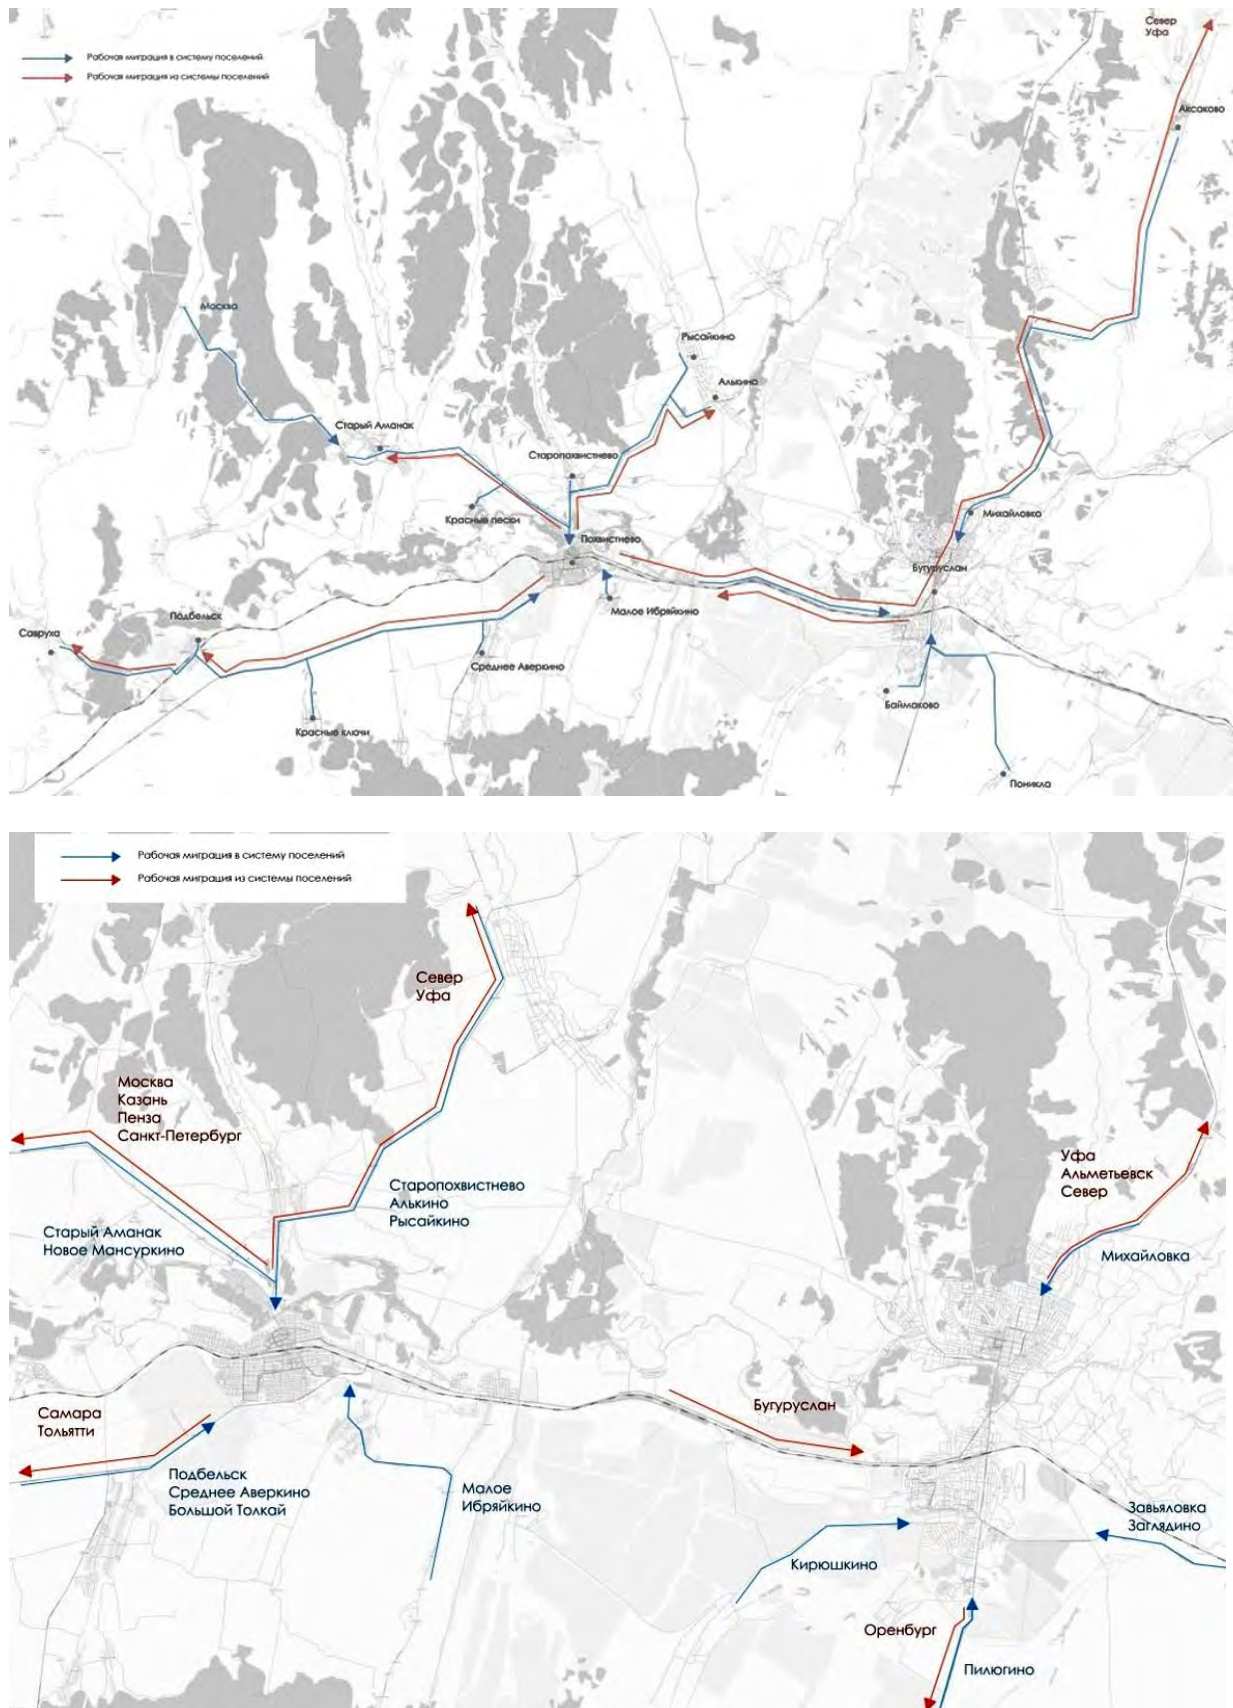 Север
Уфа
Рабочая миграция в систему поселений
Рабочая миграция из системы поселений
Аксаково
Москва
Рысайкино
Алькино
Старый Аманак
Старопохвистнево
Красные пески
Михайловка
Похвистнево
Бугуруслан
Малое Ибряйкино
Подбельск
Савруха
Среднее Аверкино
Баймаково
Красные ключи
Поникла
Рабочая миграция в систему поселений
Рабочая миграция из системы поселений
Север
Уфа
Москва
Казань
Пенза
Санкт-Петербург
Уфа
Альметьевск
Север
Старопохвистнево
Алькино
Рысайкино
Старый Аманак
Новое Мансуркино
Михайловка
Самара
Тольятти
Бугуруслан
Подбельск
Среднее Аверкино
Большой Толкай
Малое
Ибряйкино
Завьяловка
Заглядино
Кирюшкино
Оренбург
Пилюгино